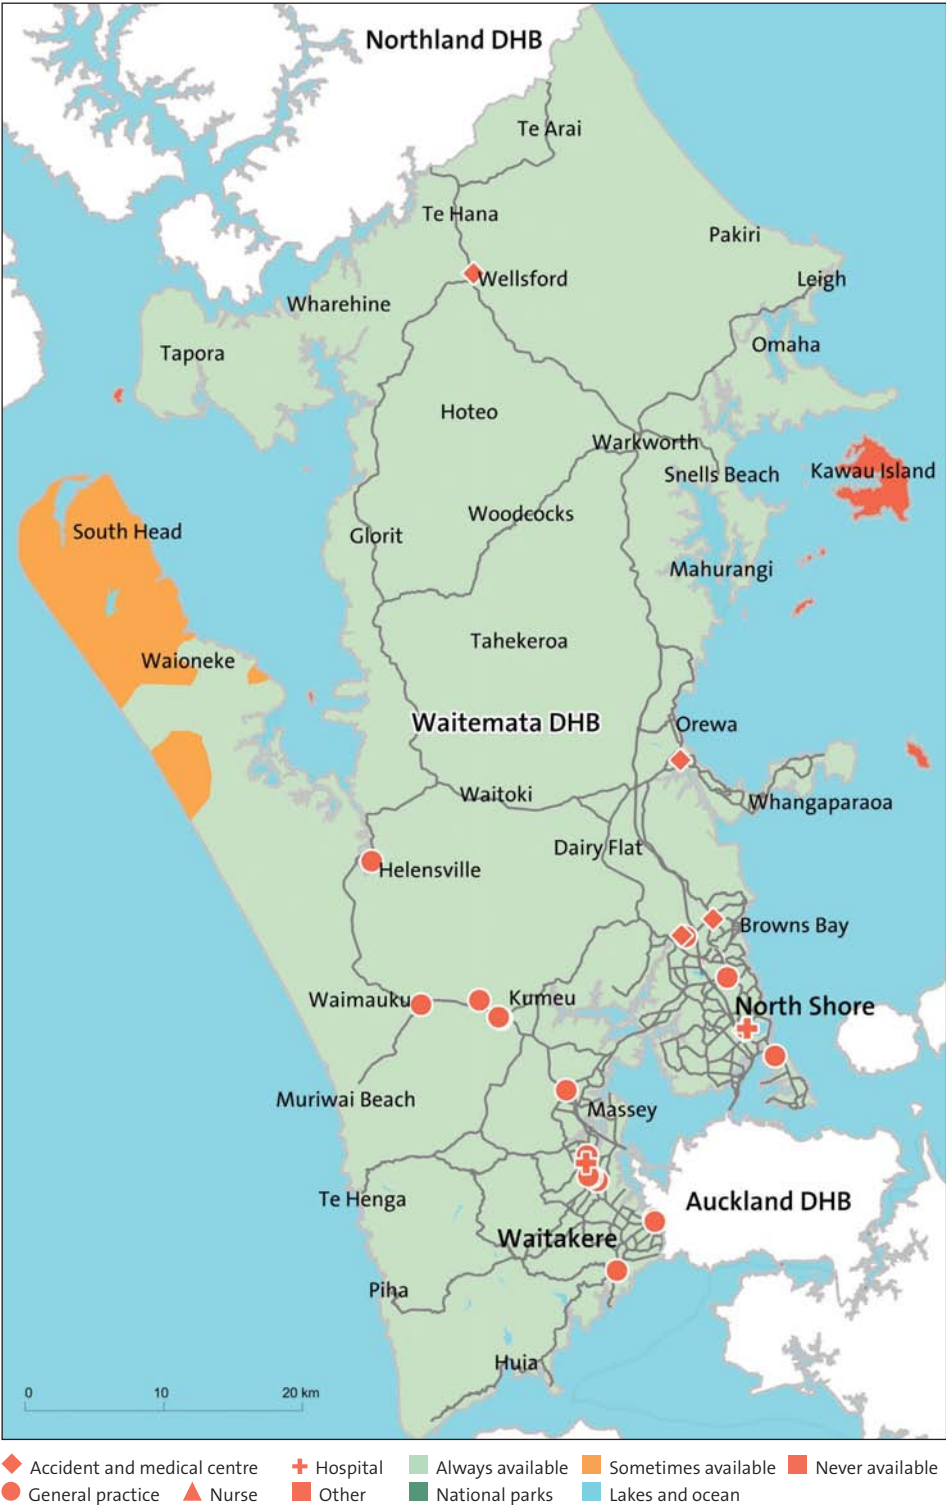 Northland DHB
Te Arai
Te Hana
Pakiri
Wellsford
Leigh
Wharehine
Omaha
Tapora
Hoteo
Warkworth
Snells Beach
Kawau Island
Woodcocks
South Head
Glorit
Mahurangi
Tahekeroa
Waioneke
Waitemata DHB
Orewa
Waitoki
Whangaparaoa
Dairy Flat
Helensville
Browns Bay
Waimauku
Kumeu
North Shore
Muriwai Beach
Massey
Te Henga
Auckland DHB
Waitakere
Piha
Huia
0 10 20 km
Accident and medical centre Hospital Always available Sometimes available Never available
General practice Nurse Other National parks Lakes and ocean